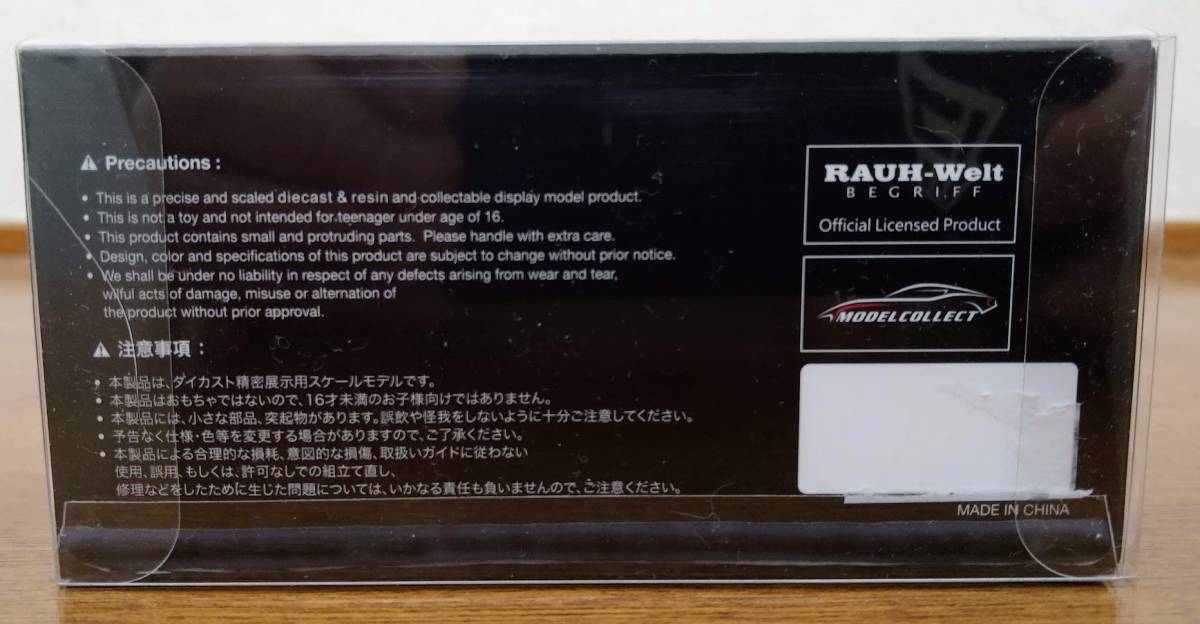 ⚠ Precautions :
• This is a precise and scaled diecast & resin and collectable display model product.
• This is not a toy and not intended for teenager under age of 16.
• This product contains small and protruding parts. Please handle with extra care.
• Design, color and specifications of this product are subject to change without prior notice.
• We shall be under no liability in respect of any defects arising from wear and tear,
wilful acts of damage, misuse or alternation of
the product without prior approval.
⚠ 注意事項 :
• 本製品は、ダイカスト精密展示用スケールモデルです。
• 本製品はおもちゃではないので、16才未満のお子様向けではありません。
• 本製品には、小さな部品、突起物があります。誤飲や怪我をしないように十分ご注意してください。
• 予告なく仕様・色等を変更する場合がありますので、ご了承ください。
• 本製品による合理的な損耗、意図的な損傷、取扱いガイドに従わない
使用、誤用、もしくは、許可なしでの組立て直し、
修理などをしたために生じた問題については、いかなる責任も負いませんので、ご注意ください。
RAUH-Welt
BEGRIFF
Official Licensed Product
MODELCOLLECT
MADE IN CHINA